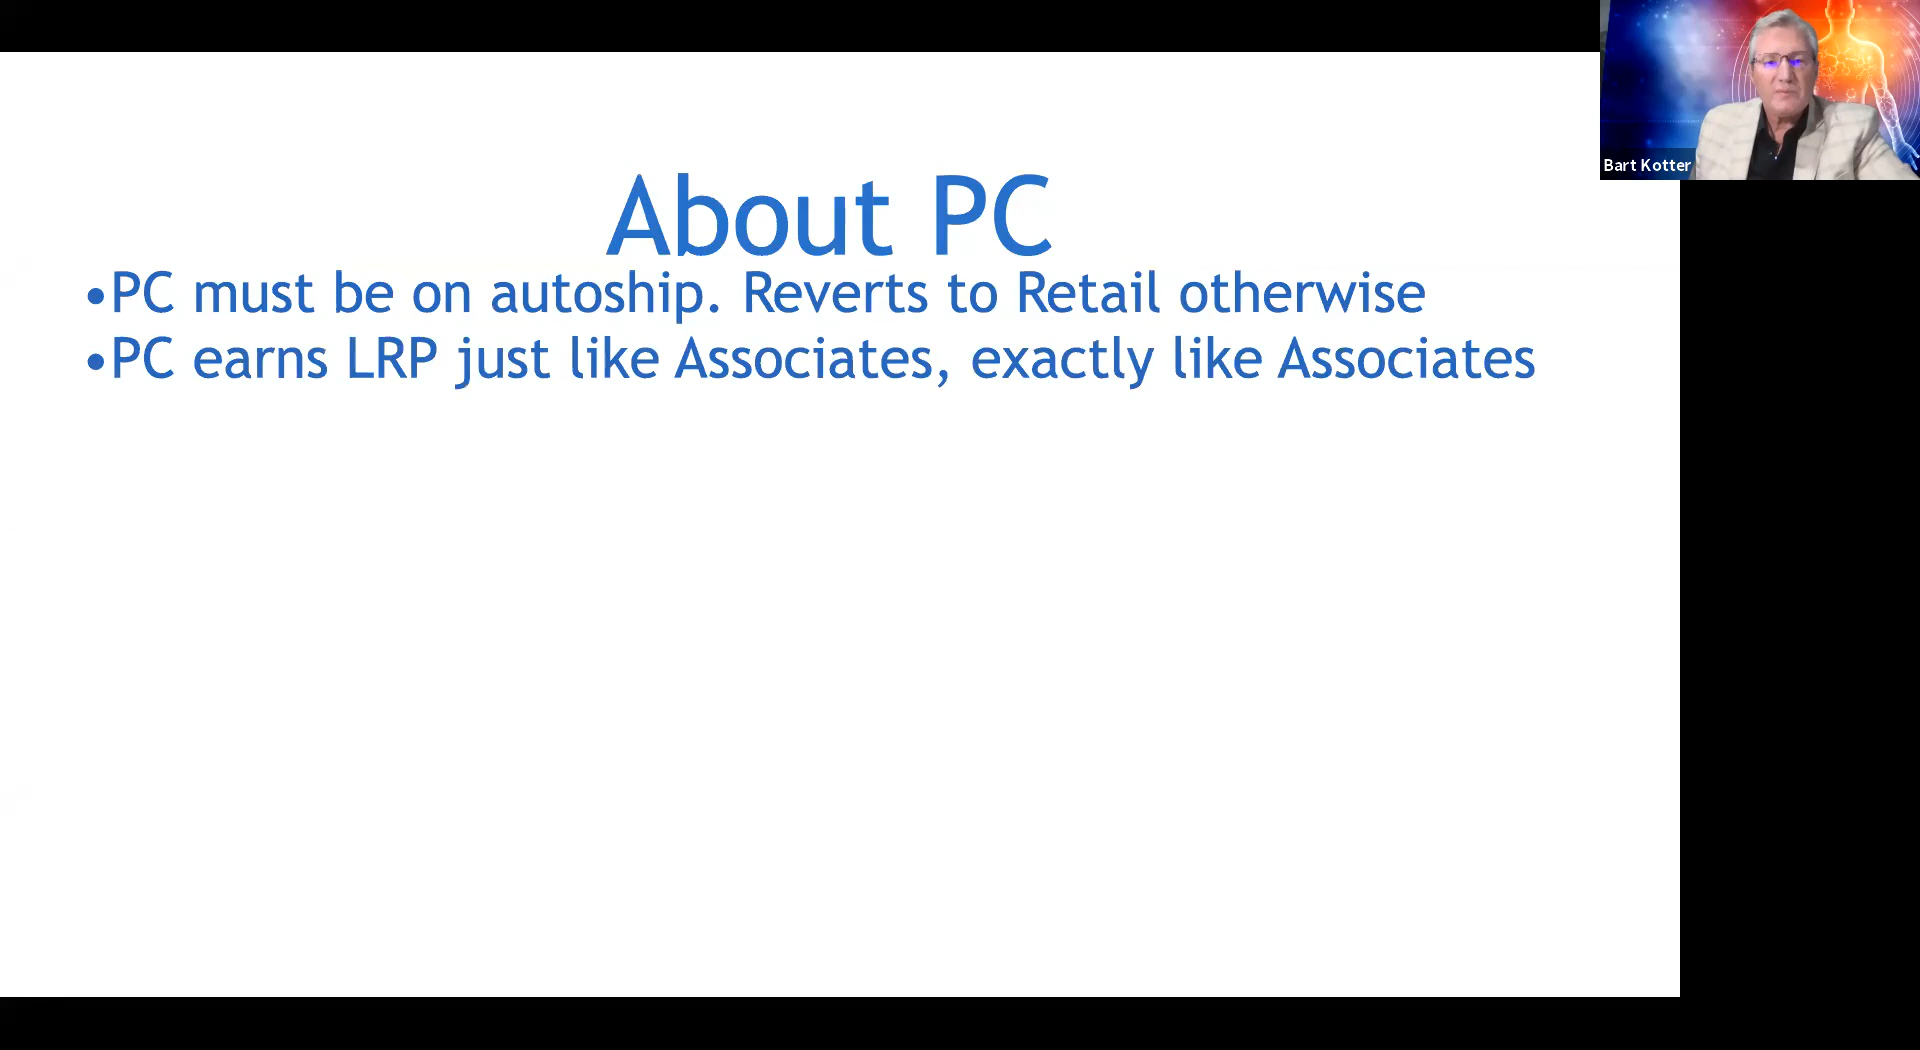 About PC
•PC must be on autoship. Reverts to Retail otherwise
•PC earns LRP just like Associates, exactly like Associates
Bart Kotter